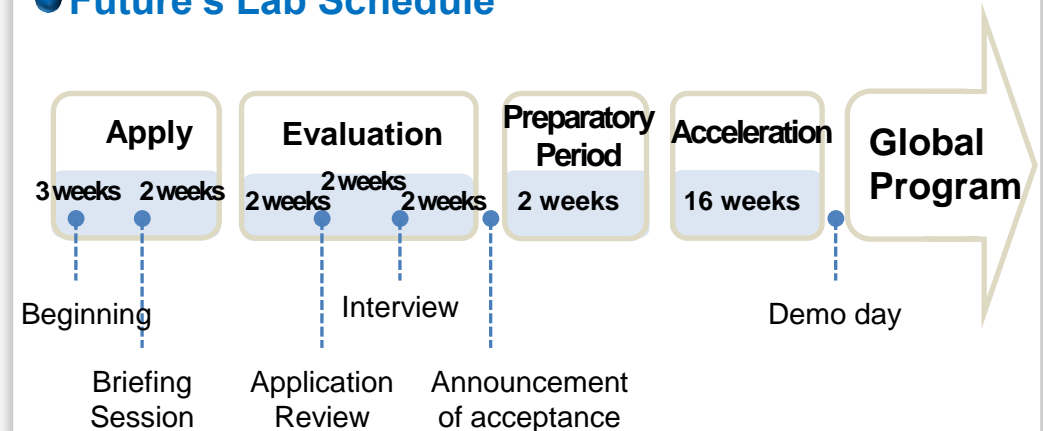 Future's Lab Schedule
Apply
3 weeks
2 weeks
Evaluation
2 weeks
2 weeks
2 weeks
Preparatory
Period
2 weeks
Acceleration
16 weeks
Global
Program
Beginning
Briefing
Session
Application
Review
Interview
Announcement
of acceptance
Demo day